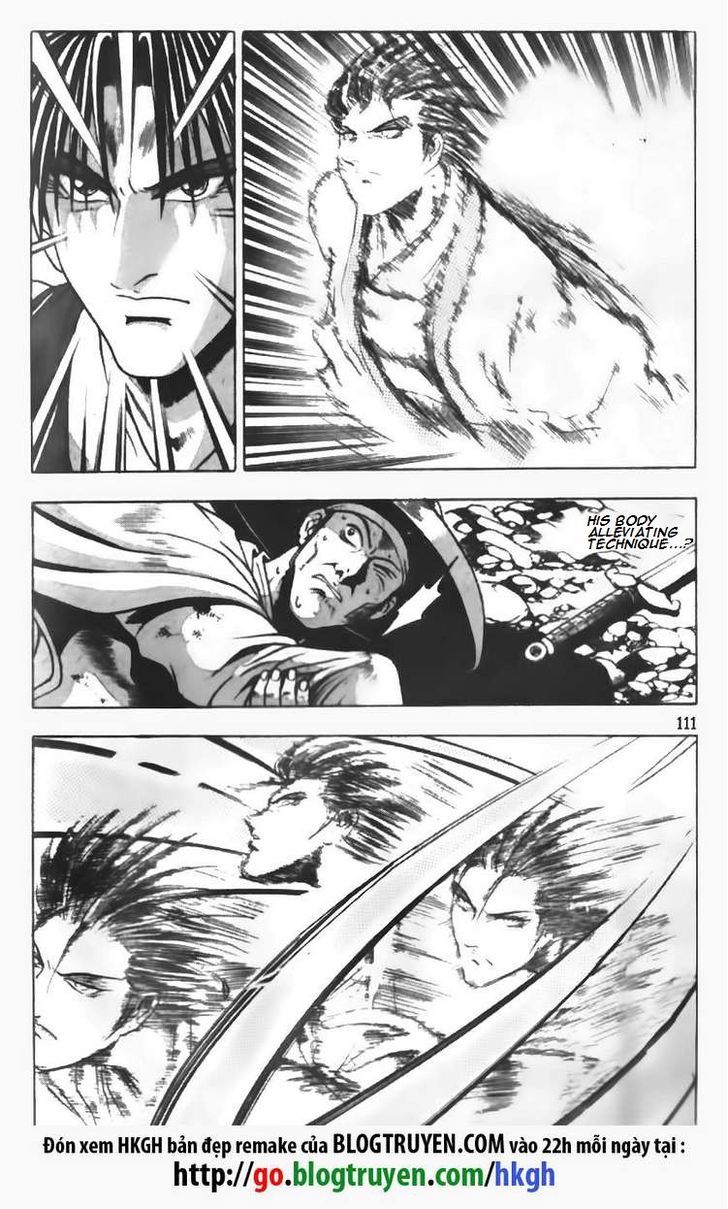 HIS BODY
ALLEVIATING
TECHNIQUE...?
111
Đón xem HKGH bản đẹp remake của BLOGTRUYEN.COM vào 22h mỗi ngày tại :
http://go.blogtruyen.com/hkgh